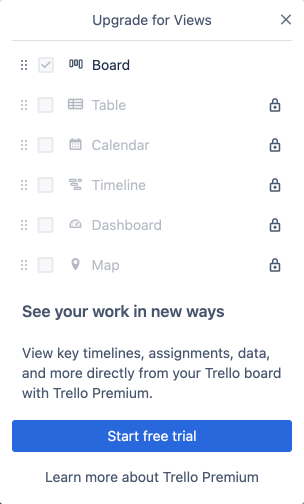 Upgrade for Views
Board
Table
Calendar
Timeline
Dashboard
Map
See your work in new ways
View key timelines, assignments, data,
and more directly from your Trello board
with Trello Premium.
Start free trial
Learn more about Trello Premium